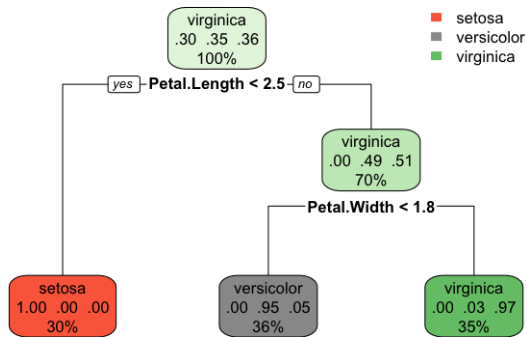 virginica
.30 .35 .36
100%
setosa
versicolor
virginica
yes Petal.Length < 2.5 no
virginica
.00 .49 .51
70%
Petal.Width < 1.8
setosa
1.00 .00 .00
30%
versicolor
.00 .95 .05
36%
virginica
.00 .03 .97
35%